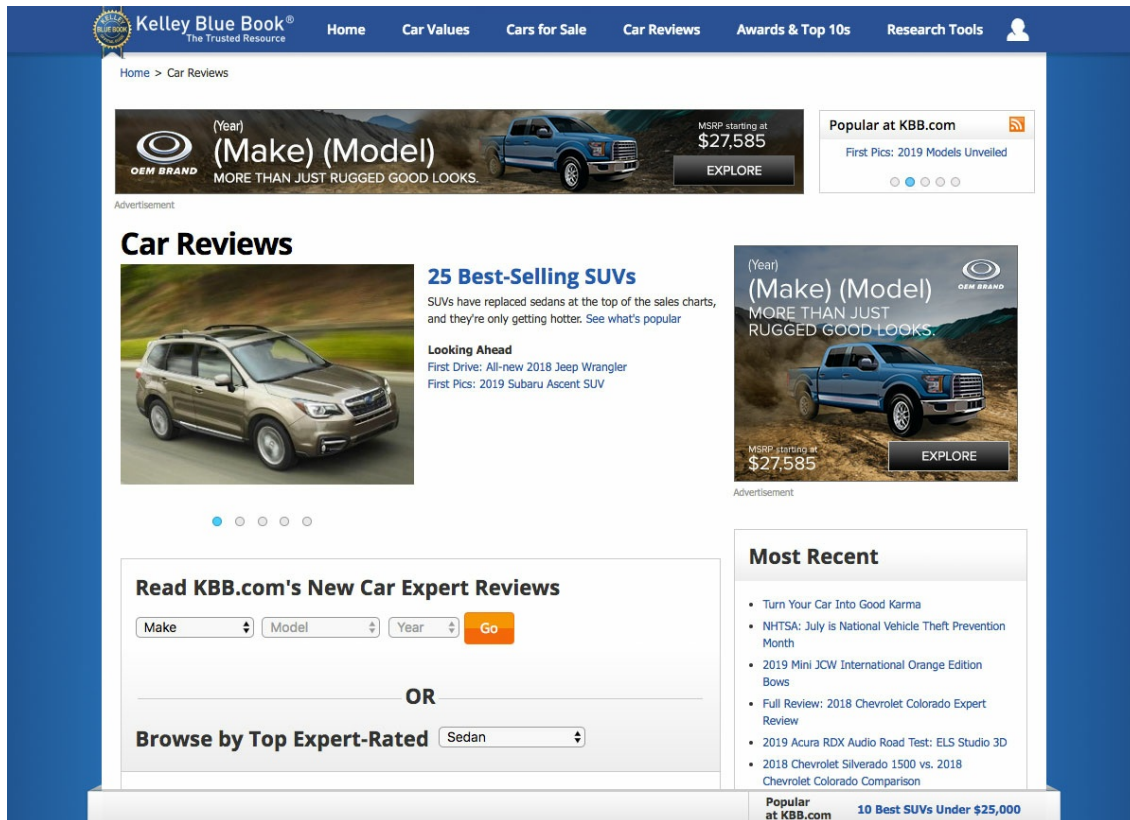 KELLEY
BLUE BOOK
Kelley Blue Book®
The Trusted Resource
Home
Car Values
Cars for Sale
Car Reviews
Awards & Top 10s
Research Tools
Home > Car Reviews
OEM BRAND
(Year)
(Make) (Model)
MORE THAN JUST RUGGED GOOD LOOKS.
MSRP starting at
$27,585
EXPLORE
Advertisement
Popular at KBB.com
First Pics: 2019 Models Unveiled
Car Reviews
25 Best-Selling SUVs
SUVs have replaced sedans at the top of the sales charts,
and they're only getting hotter. See what's popular
Looking Ahead
First Drive: All-new 2018 Jeep Wrangler
First Pics: 2019 Subaru Ascent SUV
(Year)
(Make) (Model)
MORE THAN JUST
RUGGED GOOD LOOKS.
OEM BRAND
MSRP starting at
$27,585
EXPLORE
Advertisement
Read KBB.com's New Car Expert Reviews
Make
Model
Year
Go
OR
Browse by Top Expert-Rated
Sedan
Most Recent
• Turn Your Car Into Good Karma
• NHTSA: July is National Vehicle Theft Prevention
Month
• 2019 Mini JCW International Orange Edition
Bows
• Full Review: 2018 Chevrolet Colorado Expert
Review
• 2019 Acura RDX Audio Road Test: ELS Studio 3D
• 2018 Chevrolet Silverado 1500 vs. 2018
Chevrolet Colorado Comparison
Popular
at KBB.com
10 Best SUVs Under $25,000